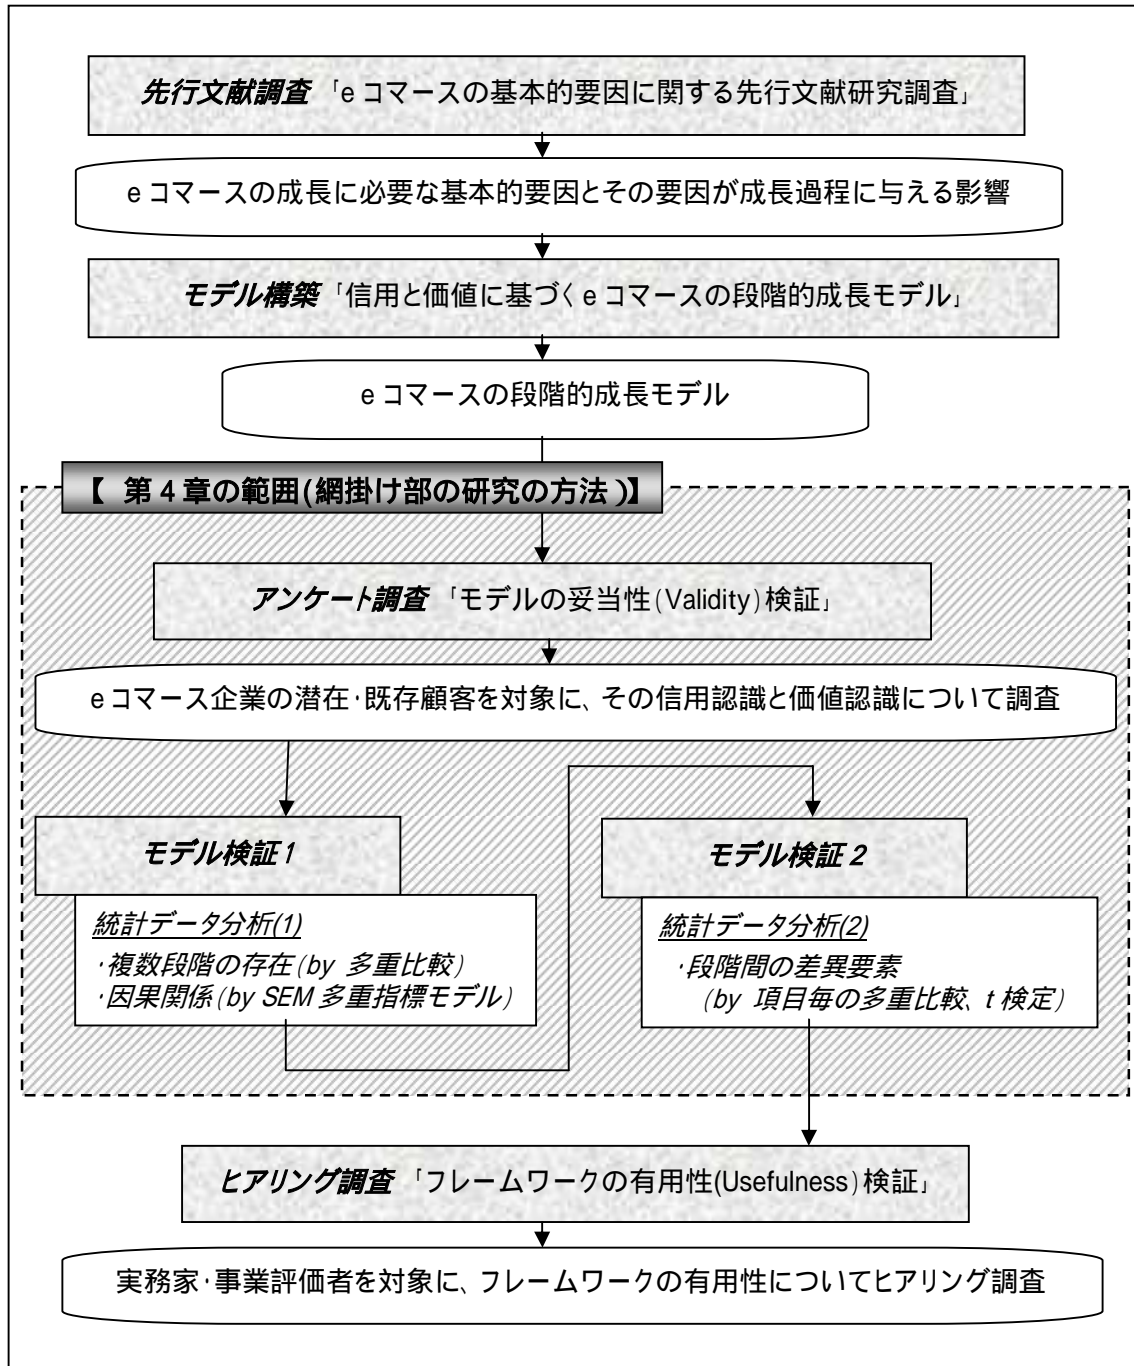 先行文献調査 「eコマースの基本的要因に関する先行文献研究調査」
eコマースの成長に必要な基本的要因とその要因が成長過程に与える影響
モデル構築 「信用と価値に基づくeコマースの段階的成長モデル」
eコマースの段階的成長モデル
【 第4章の範囲(網掛け部の研究の方法)】
アンケート調査 「モデルの妥当性(Validity)検証」
eコマース企業の潜在・既存顧客を対象に、その信用認識と価値認識について調査
モデル検証1
統計データ分析(1)
・複数段階の存在(by 多重比較)
・因果関係(by SEM多重指標モデル)
モデル検証2
統計データ分析(2)
・段階間の差異要素
(by 項目毎の多重比較、t検定)
ヒアリング調査 「フレームワークの有用性(Usefulness)検証」
実務家・事業評価者を対象に、フレームワークの有用性についてヒアリング調査